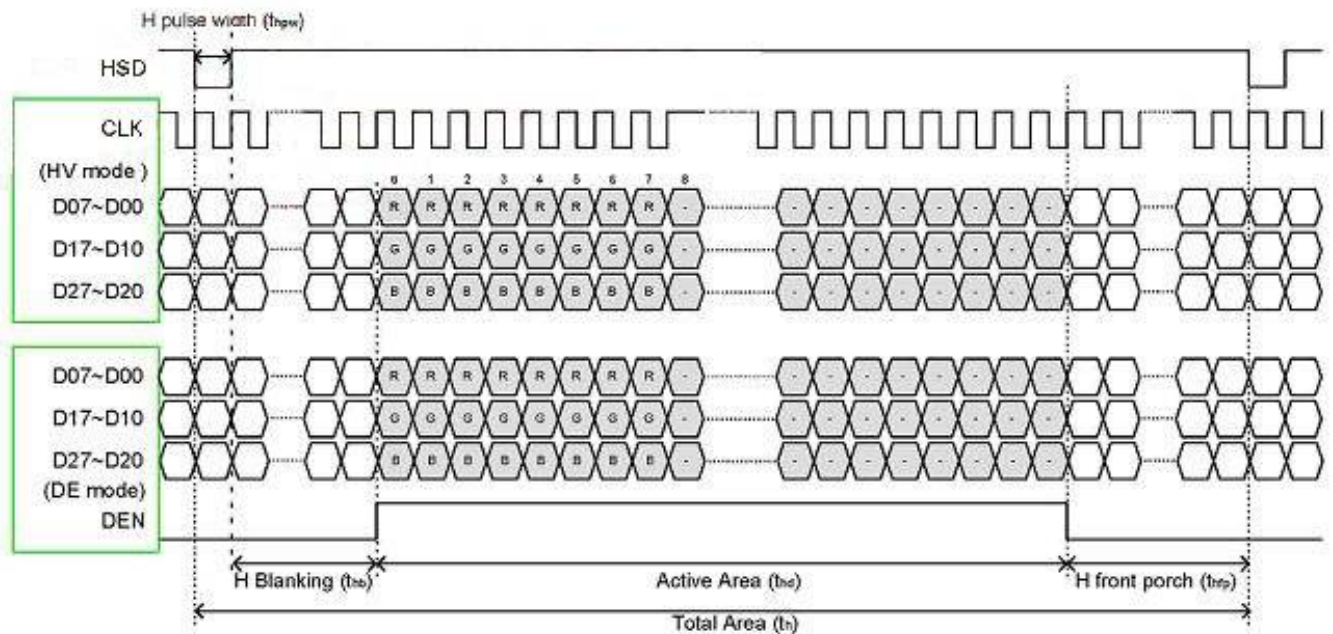 H pulse width (thpw)
HSD
CLK
(HV mode )
0 1 2 3 4 5 6 7 8
D07~D00 R R R R R R R R - - - - - - - - -
D17~D10 G G G G G G G G - - - - - - - - -
D27~D20 B B B B B B B B - - - - - - - - -
D07~D00 R R R R R R R R - - - - - - - - -
D17~D10 G G G G G G G G - - - - - - - - -
D27~D20 B B B B B B B B - - - - - - - - -
(DE mode)
DEN
H Blanking (thb) Active Area (thd) H front porch (thfp)
Total Area (th)